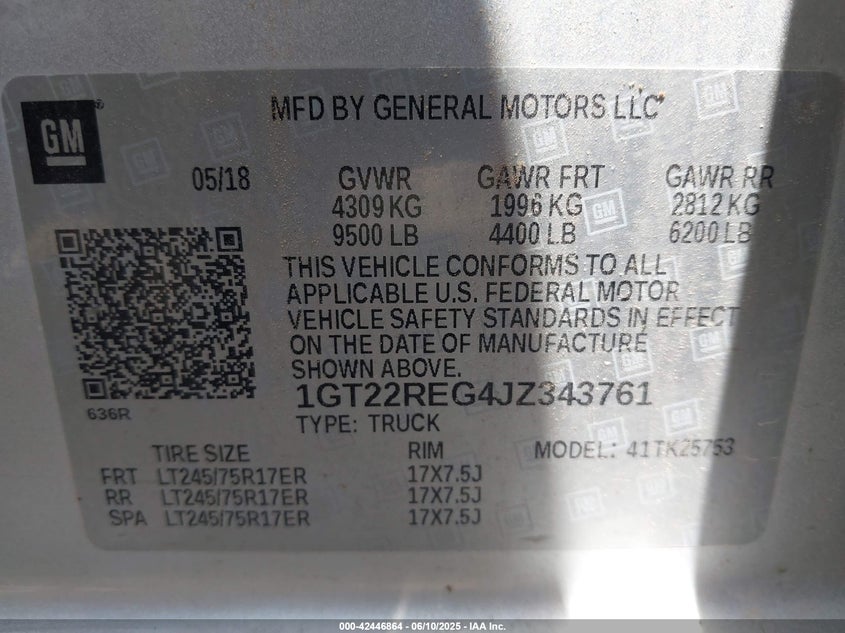 GM®
MFD BY GENERAL MOTORS LLC
05/18 GVWR GAWR FRT GAWR RR
4309 KG 1996 KG 2812 KG
9500 LB 4400 LB 6200 LB
THIS VEHICLE CONFORMS TO ALL
APPLICABLE U.S. FEDERAL MOTOR
VEHICLE SAFETY STANDARDS IN EFFECT
ON THE DATE OF MANUFACTURE
SHOWN ABOVE.
1GT22REG4JZ343761
636R
TYPE: TRUCK
TIRE SIZE RIM MODEL: 41TK25753
FRT LT245/75R17ER 17X7.5J
RR LT245/75R17ER 17X7.5J
SPA LT245/75R17ER 17X7.5J
000-42446864 - 06/10/2025 - IAA Inc.